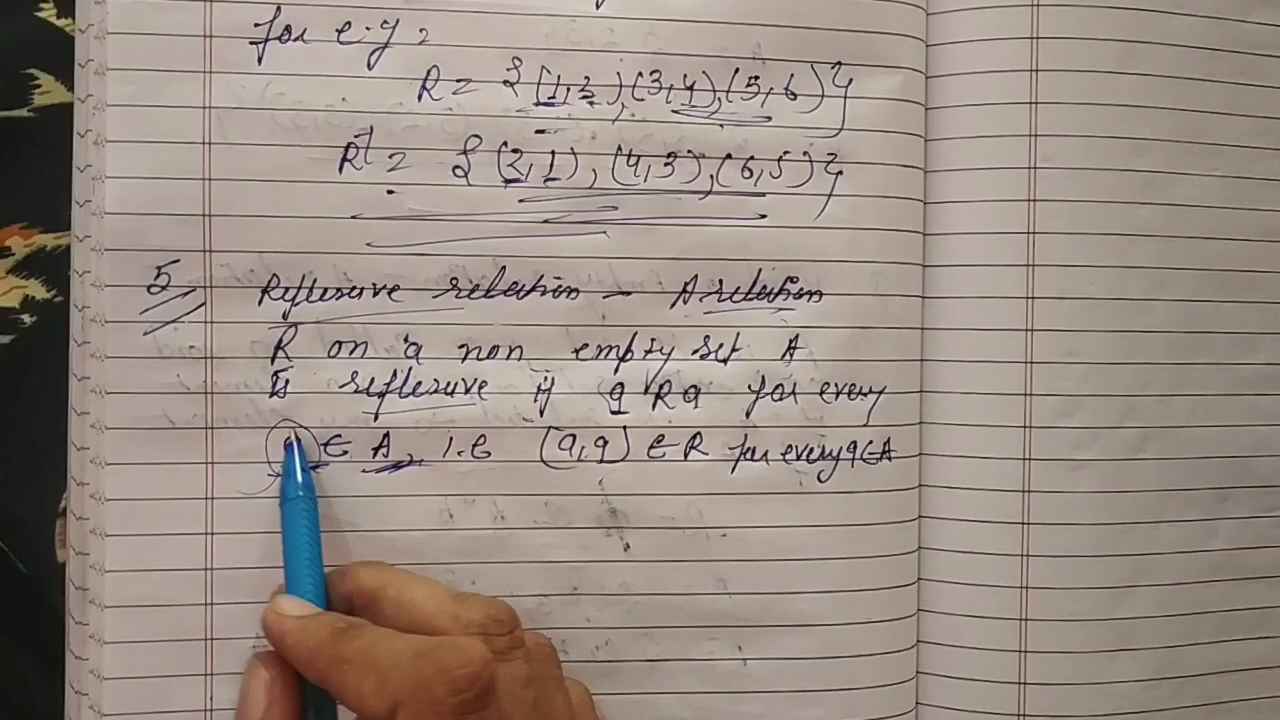 for e.g,
R = {(1,2),(3,4),(5,6)}
R⁻¹ = {(2,1),(4,3),(6,5)}
5 Reflexive relation – A relation
R on a non empty set A
Is reflexive if aRa for every
a ∈ A, i.e (a,a) ∈ R for every a∈A